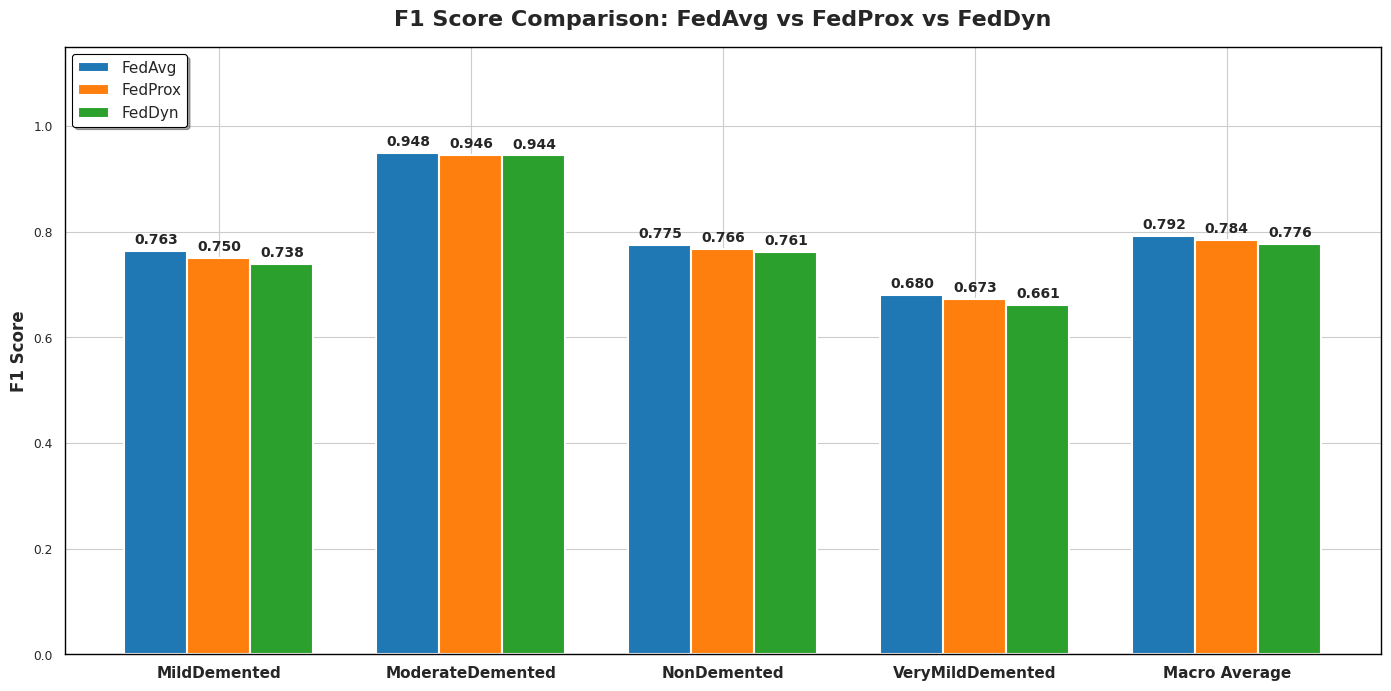 F1 Score Comparison: FedAvg vs FedProx vs FedDyn
FedAvg
FedProx
FedDyn
F1 Score
1.0
0.8
0.6
0.4
0.2
0.0
0.763
0.750
0.738
0.948
0.946
0.944
0.775
0.766
0.761
0.680
0.673
0.661
0.792
0.784
0.776
MildDemented
ModerateDemented
NonDemented
VeryMildDemented
Macro Average